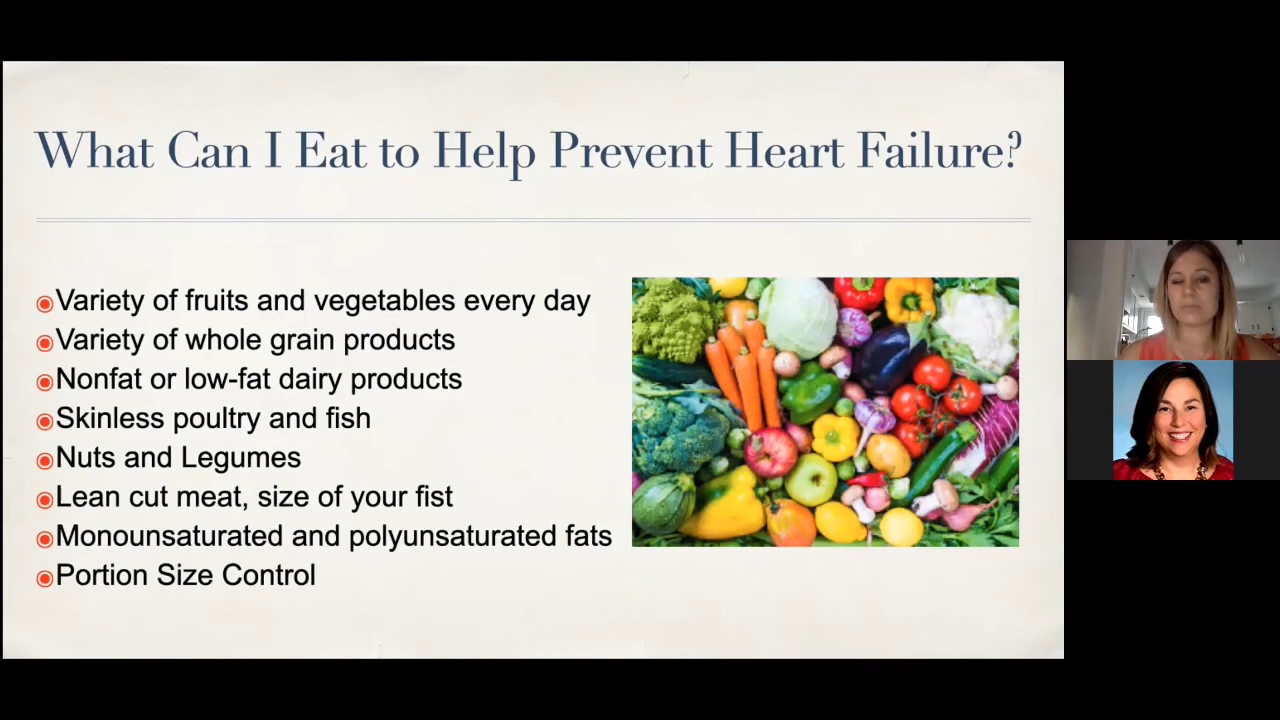 What Can I Eat to Help Prevent Heart Failure?
Variety of fruits and vegetables every day
Variety of whole grain products
Nonfat or low-fat dairy products
Skinless poultry and fish
Nuts and Legumes
Lean cut meat, size of your fist
Monounsaturated and polyunsaturated fats
Portion Size Control